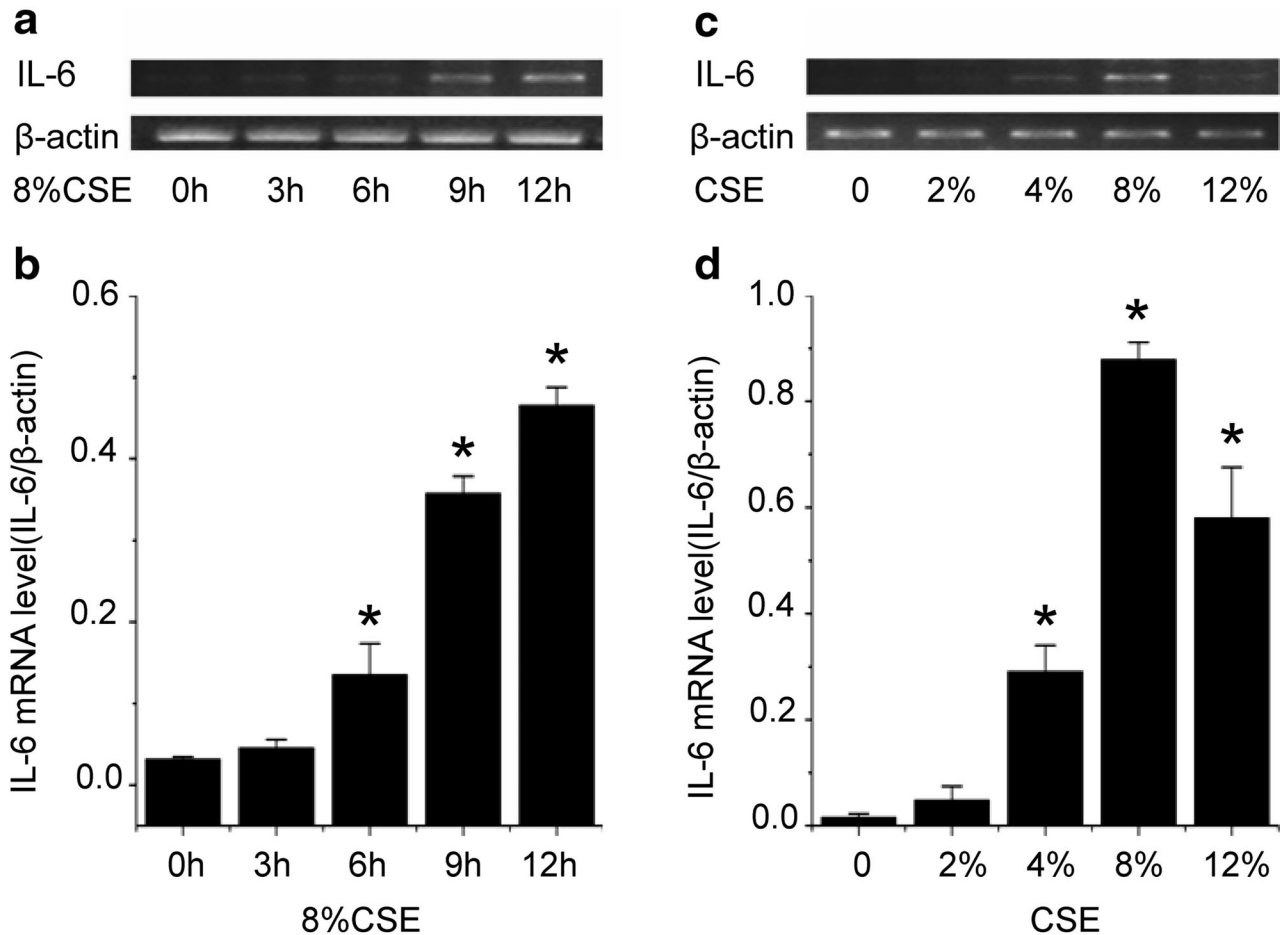 a
IL-6
β-actin
8%CSE 0h 3h 6h 9h 12h
b
IL-6 mRNA level(IL-6/β-actin)
0.6
0.4
0.2
0.0
*
*
*
0h 3h 6h 9h 12h
8%CSE
c
IL-6
β-actin
CSE 0 2% 4% 8% 12%
d
IL-6 mRNA level(IL-6/β-actin)
1.0
0.8
0.6
0.4
0.2
0.0
*
*
*
0 2% 4% 8% 12%
CSE